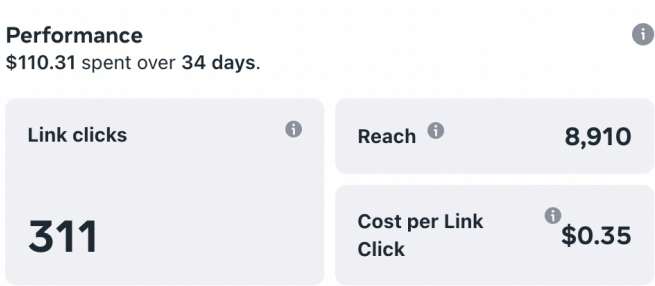 Performance
$110.31 spent over 34 days.
Link clicks
311
Reach
8,910
Cost per Link
Click
$0.35